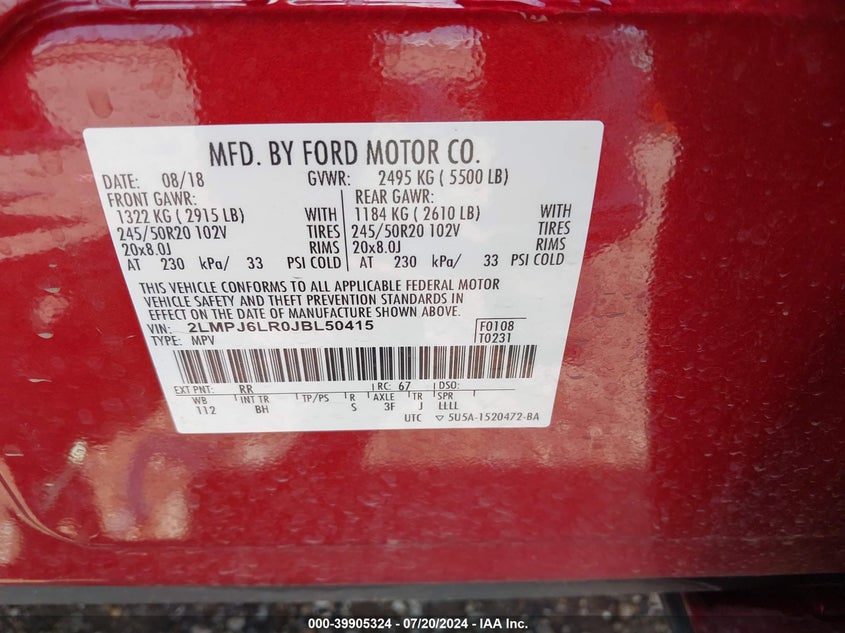 MFD. BY FORD MOTOR CO.
DATE: 08/18 GVWR: 2495 KG ( 5500 LB)
FRONT GAWR: REAR GAWR:
1322 KG ( 2915 LB) WITH 1184 KG ( 2610 LB) WITH
245/50R20 102V TIRES 245/50R20 102V TIRES
20x8.0J RIMS 20x8.0J RIMS
AT 230 kPa/ 33 PSI COLD AT 230 kPa/ 33 PSI COLD
THIS VEHICLE CONFORMS TO ALL APPLICABLE FEDERAL MOTOR
VEHICLE SAFETY AND THEFT PREVENTION STANDARDS IN
EFFECT ON THE DATE OF MANUFACTURE SHOWN ABOVE.
VIN: 2LMPJ6LR0JBL50415 F0108
TYPE: MPV T0231
EXT PNT: RR RC: 67 DSO:
WB INT TR TP/PS R AXLE TR SPR
112 BH S 3F J LLLL
UTC ▽ 5U5A-1520472-BA
000-39905324 | 07/20/2024 - IAA Inc.